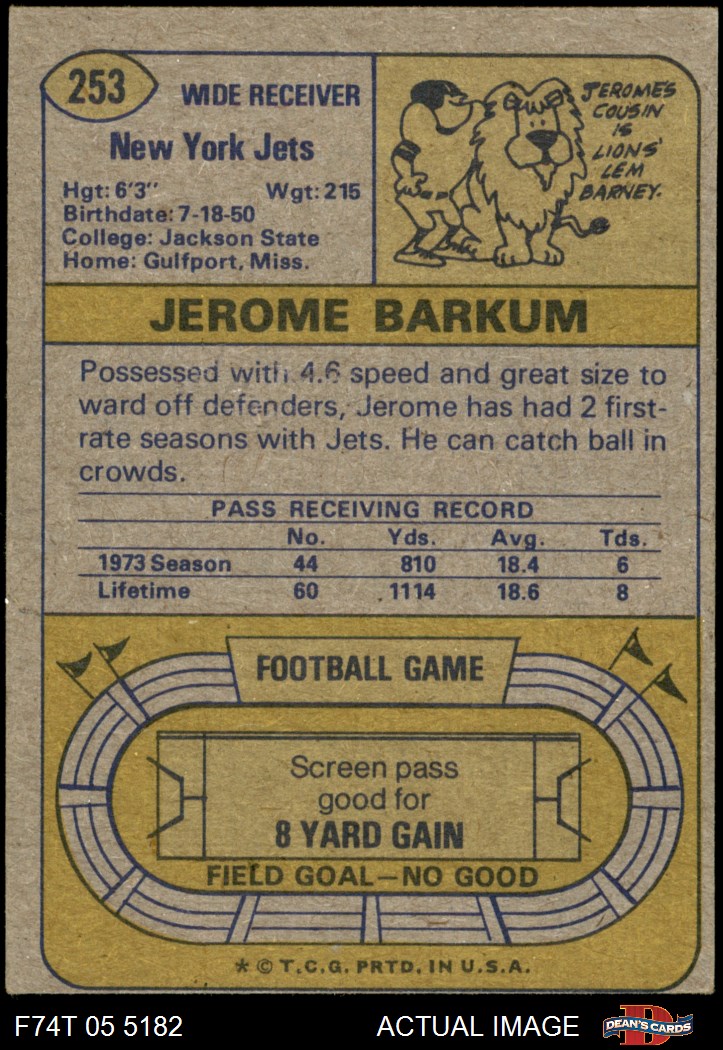 253
WIDE RECEIVER
New York Jets
Hgt: 6'3" Wgt: 215
Birthdate: 7-18-50
College: Jackson State
Home: Gulfport, Miss.
JEROME'S
COUSIN
IS
LIONS'
LEM
BARNEY.
JEROME BARKUM
Possessed with 4.6 speed and great size to
ward off defenders, Jerome has had 2 first-
rate seasons with Jets. He can catch ball in
crowds.
PASS RECEIVING RECORD
No. Yds. Avg. Tds.
1973 Season 44 810 18.4 6
Lifetime 60 1114 18.6 8
FOOTBALL GAME
Screen pass
good for
8 YARD GAIN
FIELD GOAL—NO GOOD
* © T.C.G. PRTD. IN U.S.A.
F74T 05 5182 ACTUAL IMAGE D DEAN'S CARDS